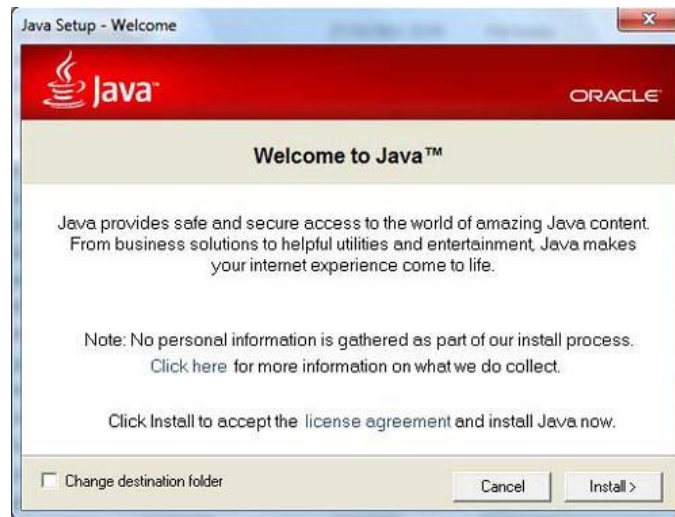 Java Setup - Welcome
Java™
ORACLE
Welcome to Java™
Java provides safe and secure access to the world of amazing Java content.
From business solutions to helpful utilities and entertainment, Java makes
your internet experience come to life.
Note: No personal information is gathered as part of our install process.
Click here for more information on what we do collect.
Click Install to accept the license agreement and install Java now.
Change destination folder
Cancel
Install >